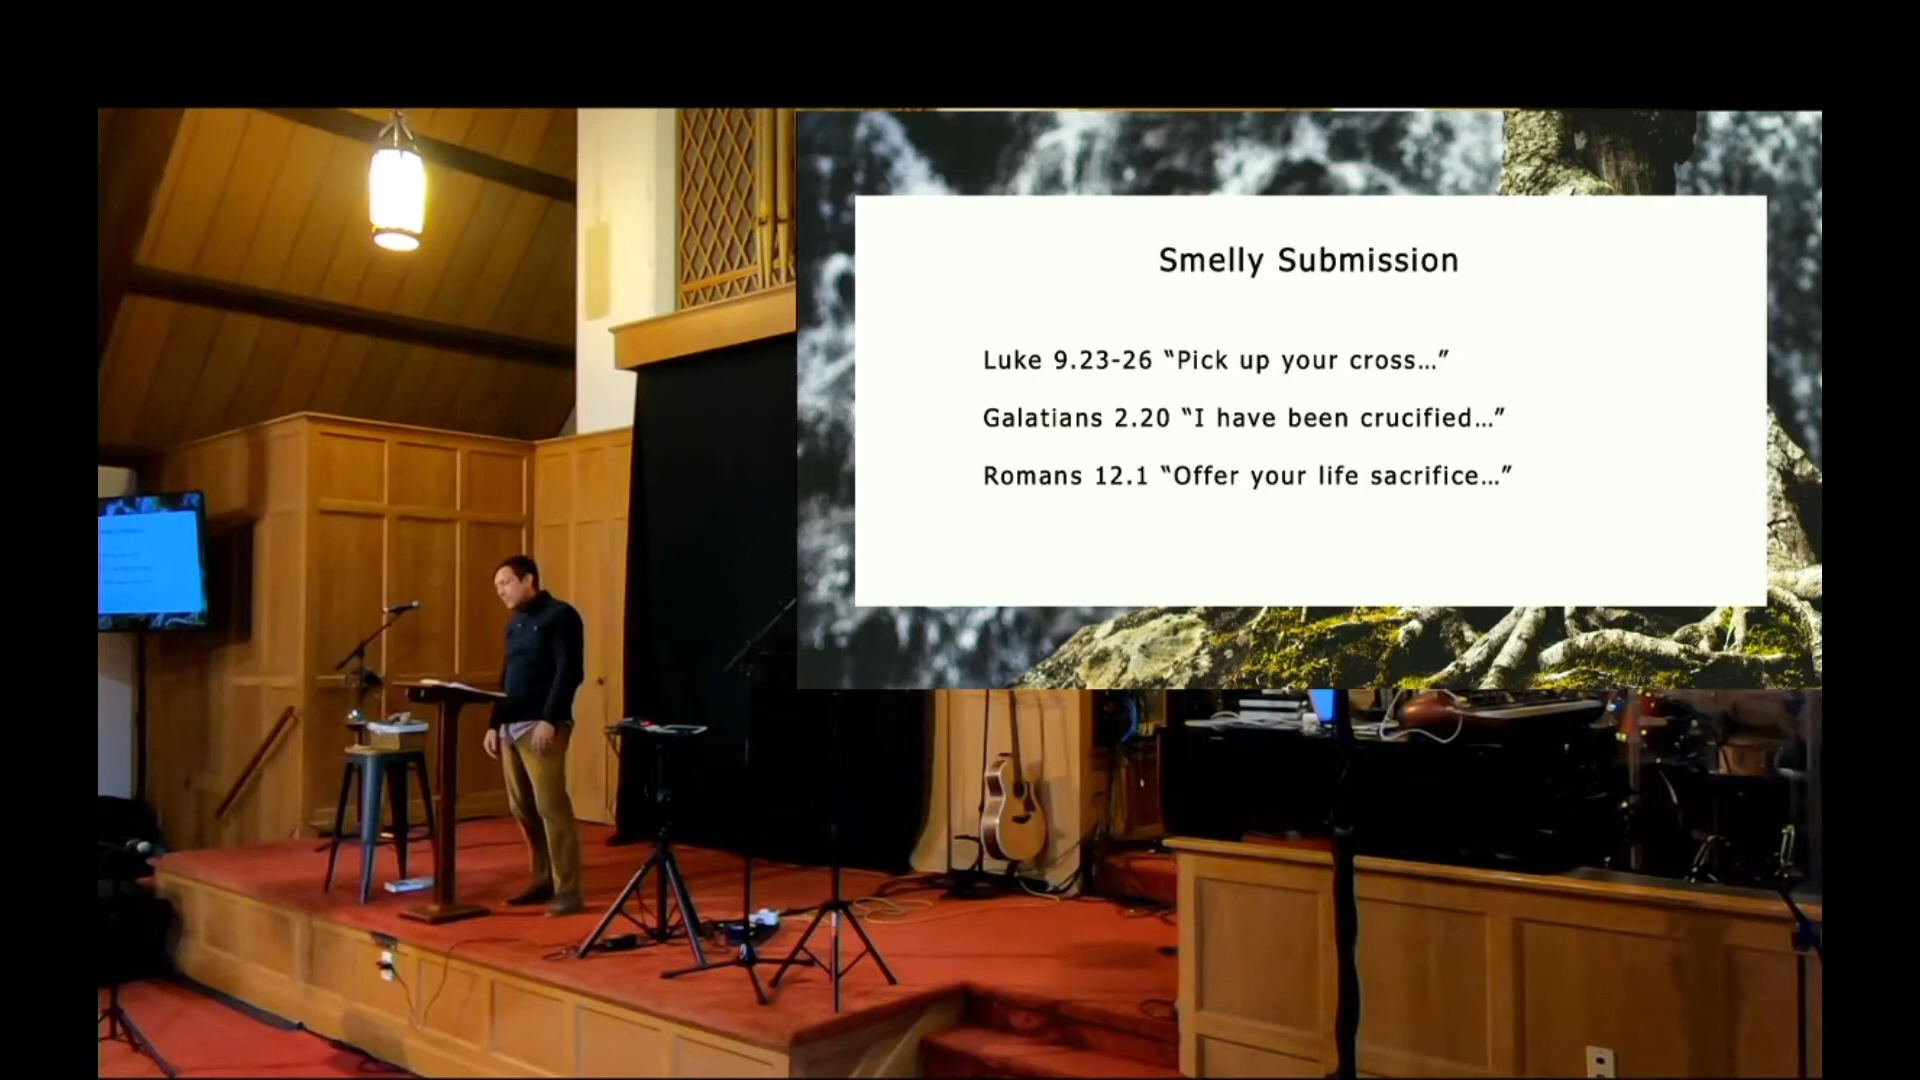 Smelly Submission
Luke 9.23-26 “Pick up your cross…”
Galatians 2.20 “I have been crucified…”
Romans 12.1 “Offer your life sacrifice…”